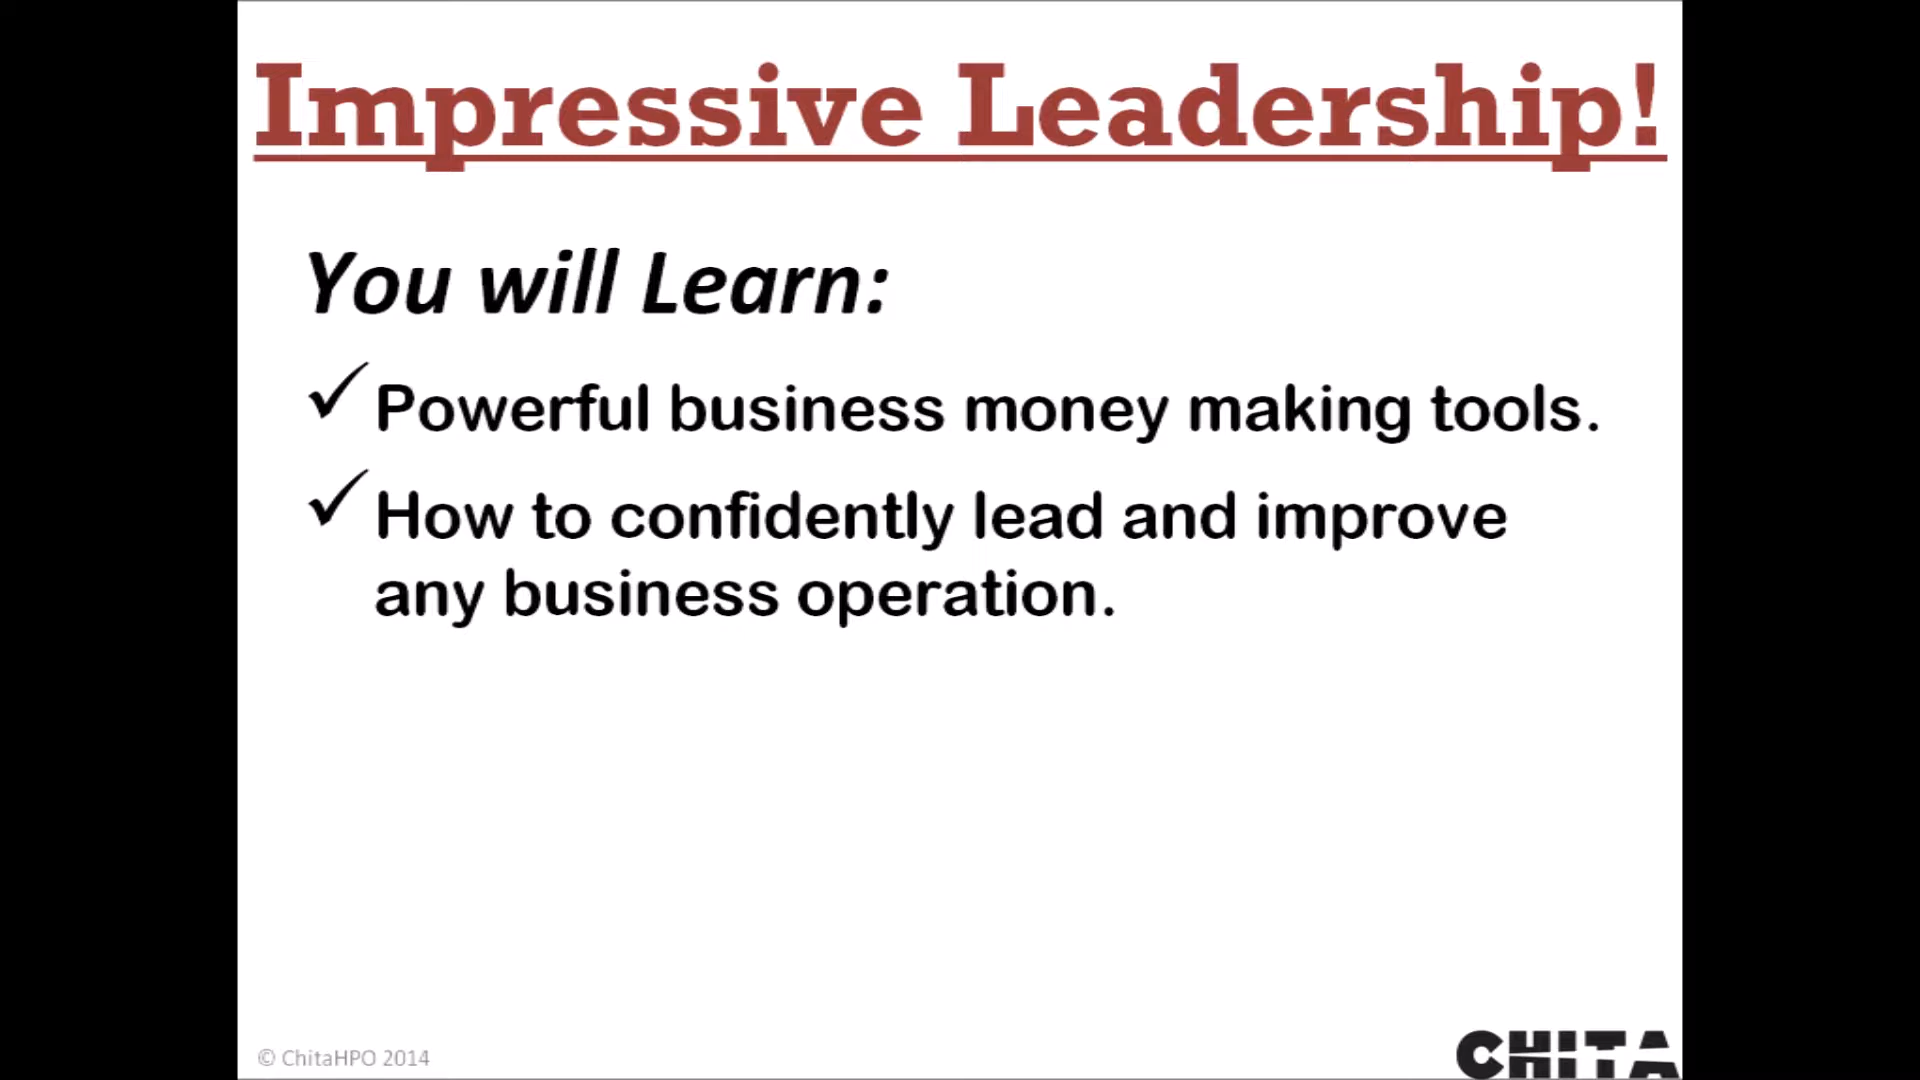 Impressive Leadership!
You will Learn:
✓ Powerful business money making tools.
✓ How to confidently lead and improve
any business operation.
© ChitaHPO 2014
CHITA